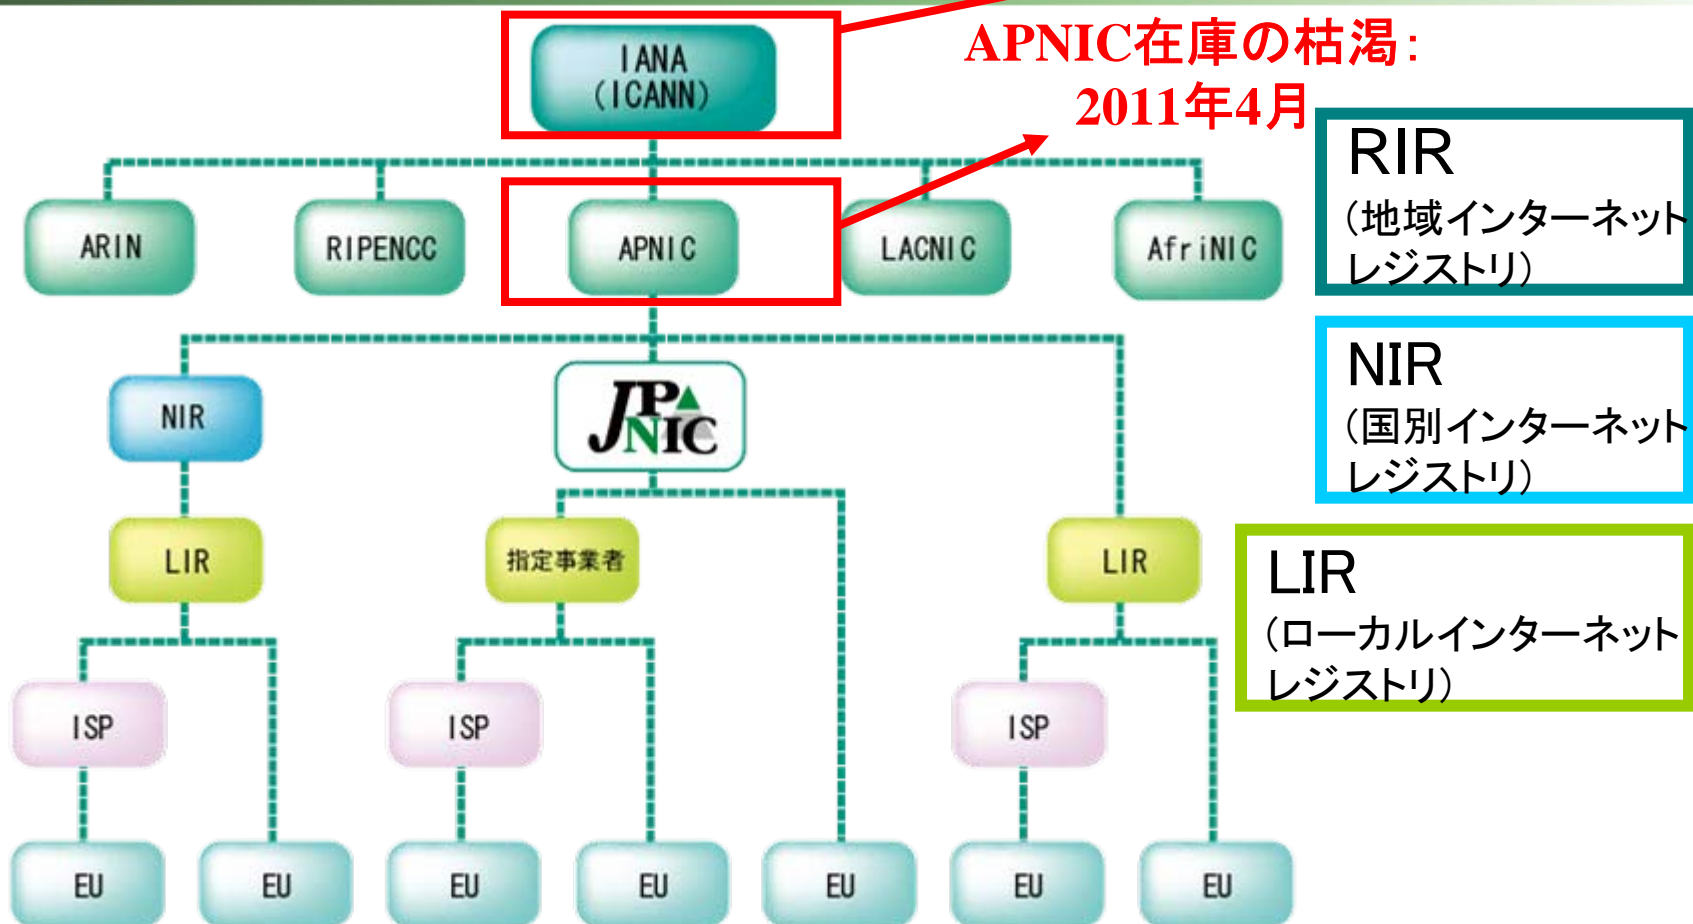 IANA
(ICANN)
APNIC在庫の枯渇：
2011年4月
RIR
(地域インターネット
レジストリ)
ARIN
RIPENCC
APNIC
LACNIC
AfriNIC
NIR
(国別インターネット
レジストリ)
NIR
JPNIC
LIR
指定事業者
LIR
LIR
(ローカルインターネット
レジストリ)
ISP
ISP
ISP
EU
EU
EU
EU
EU
EU
EU